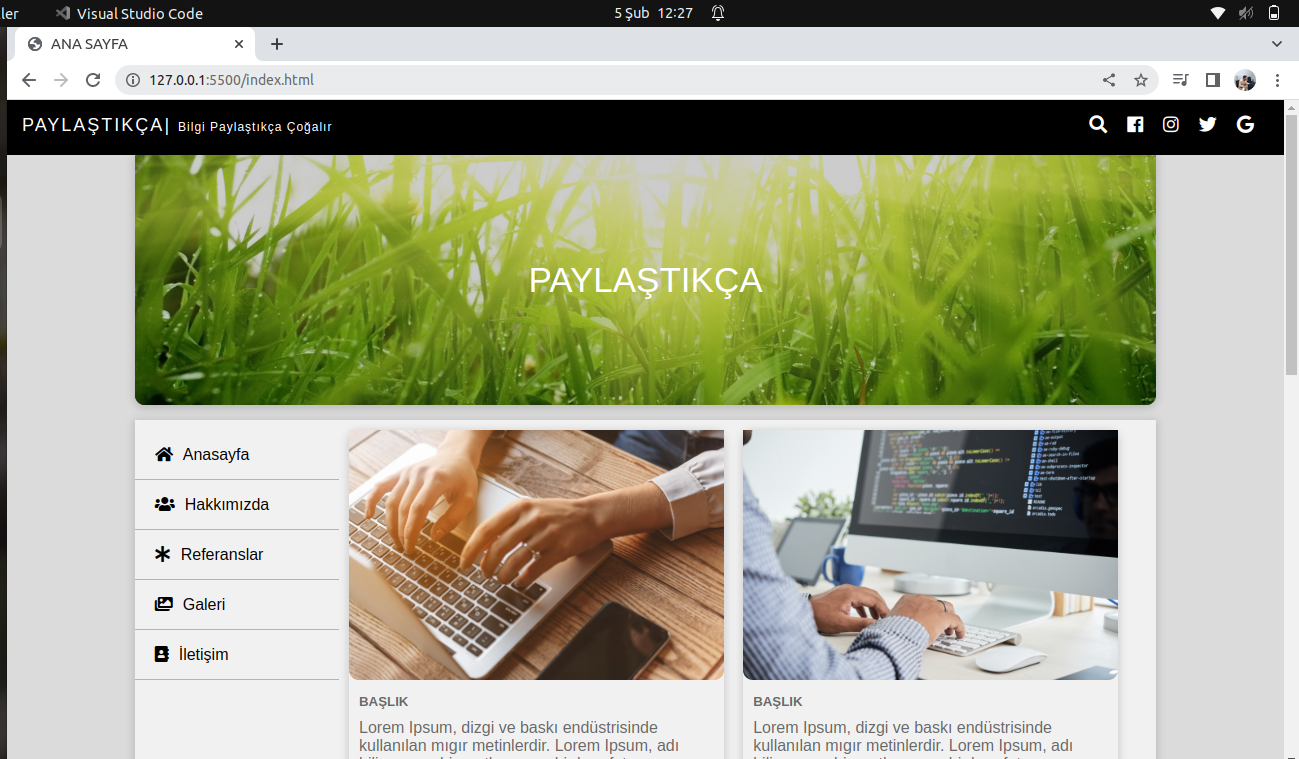 ler
Visual Studio Code
5 Şub 12:27
ANA SAYFA
127.0.0.1:5500/index.html
PAYLAŞTIKÇA| Bilgi Paylaştıkça Çoğalır
PAYLAŞTIKÇA
Anasayfa
Hakkımızda
Referanslar
Galeri
İletişim
BAŞLIK
Lorem Ipsum, dizgi ve baskı endüstrisinde
kullanılan mıgır metinlerdir. Lorem Ipsum, adı
BAŞLIK
Lorem Ipsum, dizgi ve baskı endüstrisinde
kullanılan mıgır metinlerdir. Lorem Ipsum, adı